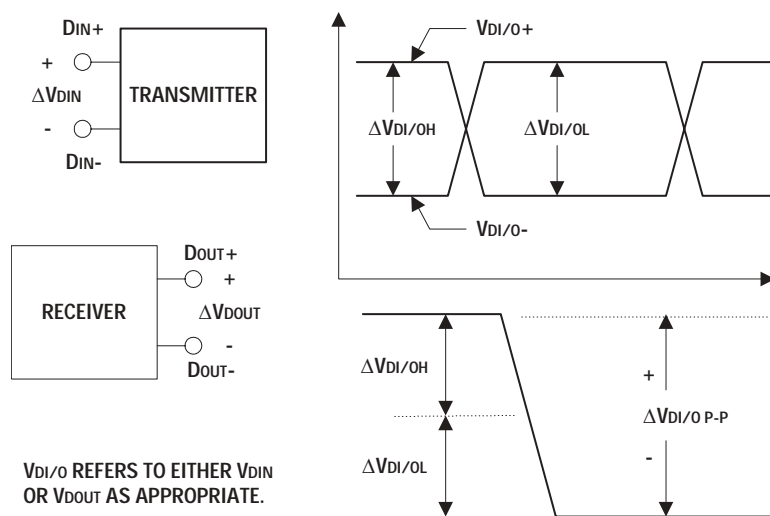 DIN+
+
ΔVDIN
-
DIN-
TRANSMITTER
DOUT+
+
ΔVDOUT
-
DOUT-
RECEIVER
VDI/O REFERS TO EITHER VDIN
OR VDOUT AS APPROPRIATE.
VDI/O+
ΔVDI/OH
ΔVDI/OL
VDI/O-
ΔVDI/OH
ΔVDI/OL
+
ΔVDI/O P-P
-